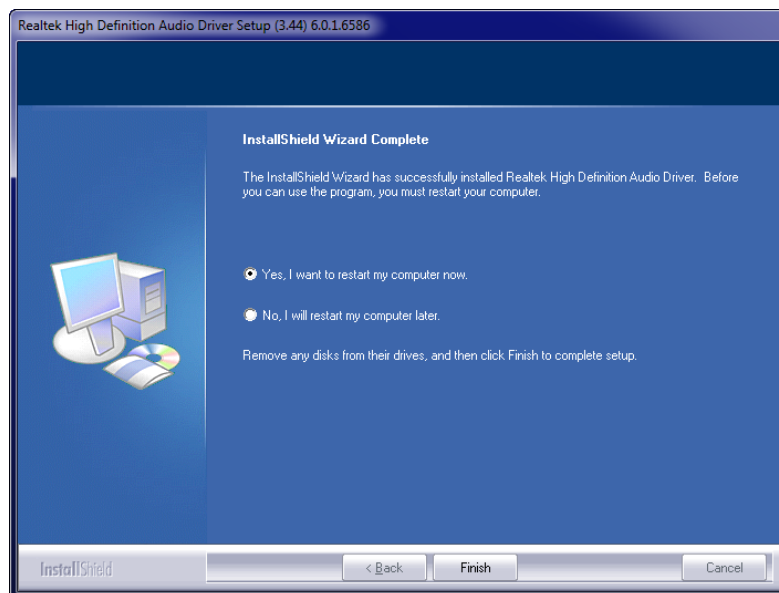 Realtek High Definition Audio Driver Setup (3.44) 6.0.1.6586
InstallShield Wizard Complete
The InstallShield Wizard has successfully installed Realtek High Definition Audio Driver. Before
you can use the program, you must restart your computer.
Yes, I want to restart my computer now.
No, I will restart my computer later.
Remove any disks from their drives, and then click Finish to complete setup.
InstallShield
< Back
Finish
Cancel